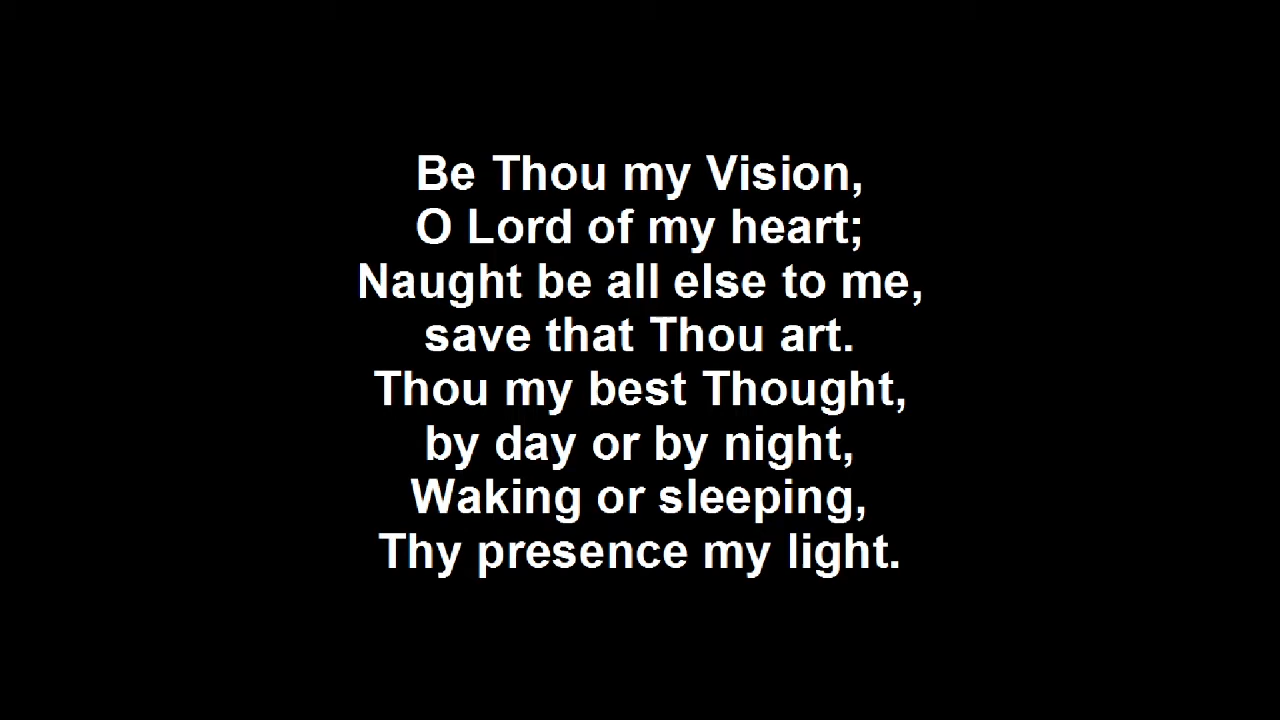 Be Thou my Vision,
O Lord of my heart;
Naught be all else to me,
save that Thou art.
Thou my best Thought,
by day or by night,
Waking or sleeping,
Thy presence my light.